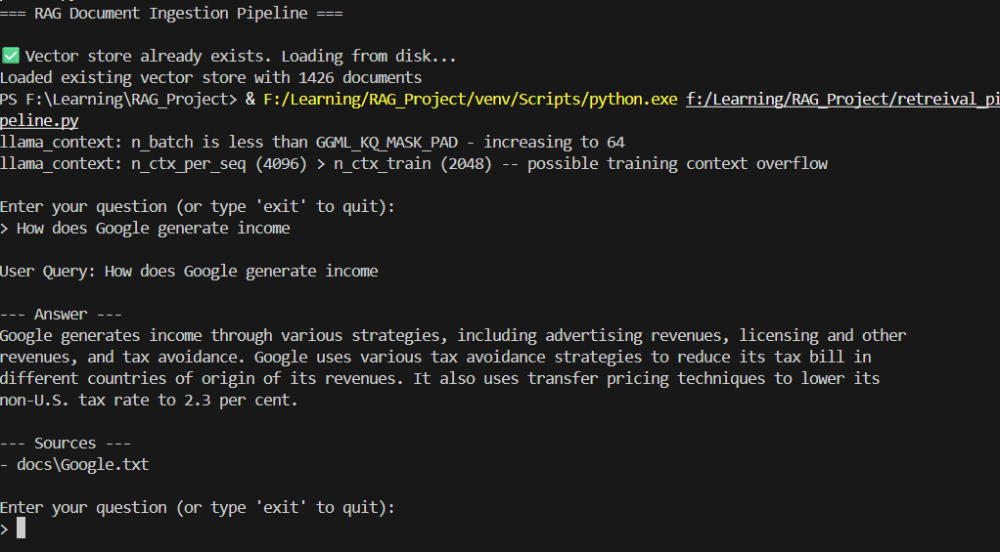 === RAG Document Ingestion Pipeline ===
✅ Vector store already exists. Loading from disk...
Loaded existing vector store with 1426 documents
PS F:\Learning\RAG_Project> & F:/Learning/RAG_Project/venv/Scripts/python.exe f:/Learning/RAG_Project/retreival_pi
peline.py
llama_context: n_batch is less than GGML_KQ_MASK_PAD - increasing to 64
llama_context: n_ctx_per_seq (4096) > n_ctx_train (2048) -- possible training context overflow
Enter your question (or type 'exit' to quit):
> How does Google generate income
User Query: How does Google generate income
--- Answer ---
Google generates income through various strategies, including advertising revenues, licensing and other
revenues, and tax avoidance. Google uses various tax avoidance strategies to reduce its tax bill in
different countries of origin of its revenues. It also uses transfer pricing techniques to lower its
non-U.S. tax rate to 2.3 per cent.
--- Sources ---
- docs\Google.txt
Enter your question (or type 'exit' to quit):
>